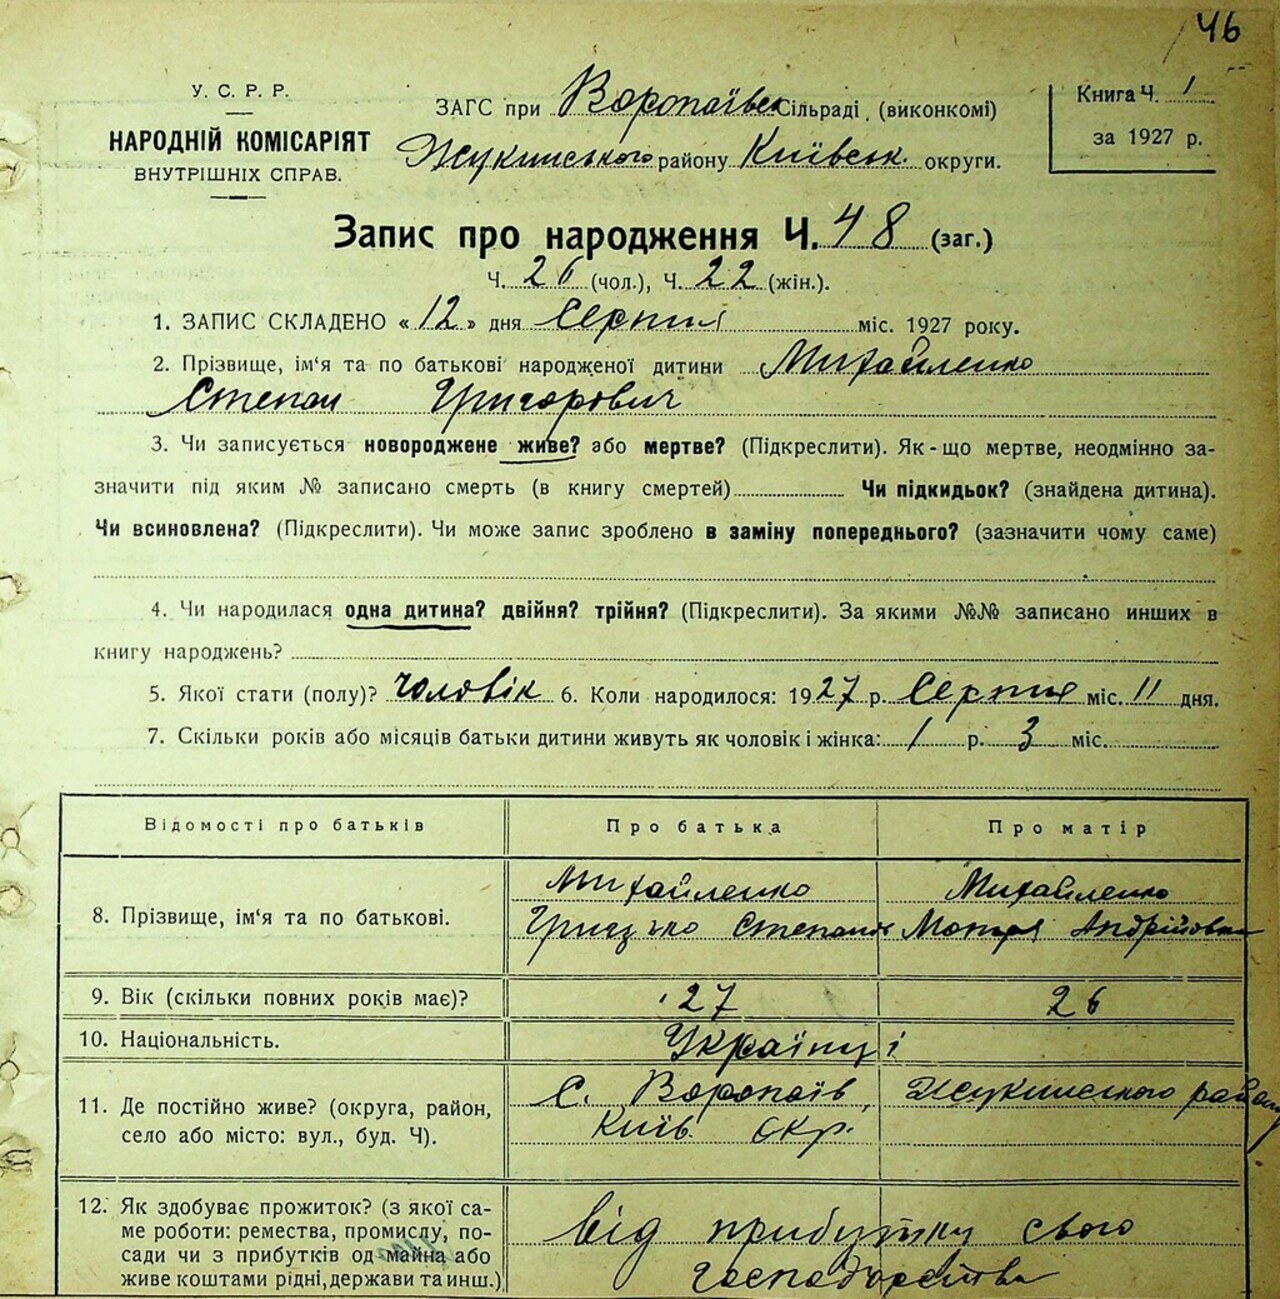 46
У. С. Р. Р.
НАРОДНІЙ КОМІСАРІЯТ
ВНУТРІШНІХ СПРАВ.
ЗАГС при Воропаївськ Сільраді, (виконкомі)
Жукинського району Київськ. округи.
Книга Ч. 1
за 1927 р.
Запис про народження Ч. 48 (заг.)
Ч. 26 (чол.), Ч. 22 (жін.).
1. ЗАПИС СКЛАДЕНО «12» дня Серпня міс. 1927 року.
2. Прізвище, ім‘я та по батькові народженої дитини Михайленко
Степан Григорович
3. Чи записується новороджене живе? або мертве? (Підкреслити). Як-що мертве, неодмінно за-
значити під яким № записано смерть (в книгу смертей) Чи підкидьок? (знайдена дитина).
Чи всиновлена? (Підкреслити). Чи може запис зроблено в заміну попереднього? (зазначити чому саме)
4. Чи народилася одна дитина? двійня? трійня? (Підкреслити). За якими №№ записано инших в
книгу народжень?
5. Якої стати (полу)? Чоловік 6. Коли народилося: 1927 р. Серпня міс. 11 дня.
7. Скільки років або місяців батьки дитини живуть як чоловік і жінка: 1 р. 3 міс.
Відомості про батьків Про батька Про матір
8. Прізвище, ім‘я та по батькові. Михайленко Михайленко
Степанов Мотря Андрійовна
9. Вік (скільки повних років має)? 27 26
10. Національність. Українці
11. Де постійно живе? (округа, район, село або місто: вул., буд. Ч). С. Воропаїв, Жукинського району
Київ. окр.
12. Як здобуває прожиток? (з якої са-
ме роботи: ремества, промислу, по-
сади чи з прибутків од майна або
живе коштами рідні, держави та инш.)
від прибутку свого
господарства